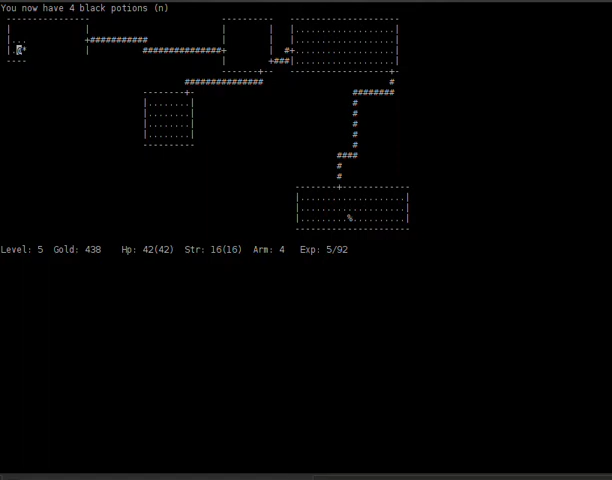 You now have 4 black potions (n)
Level: 5 Gold: 438 Hp: 42(42) Str: 16(16) Arm: 4 Exp: 5/92